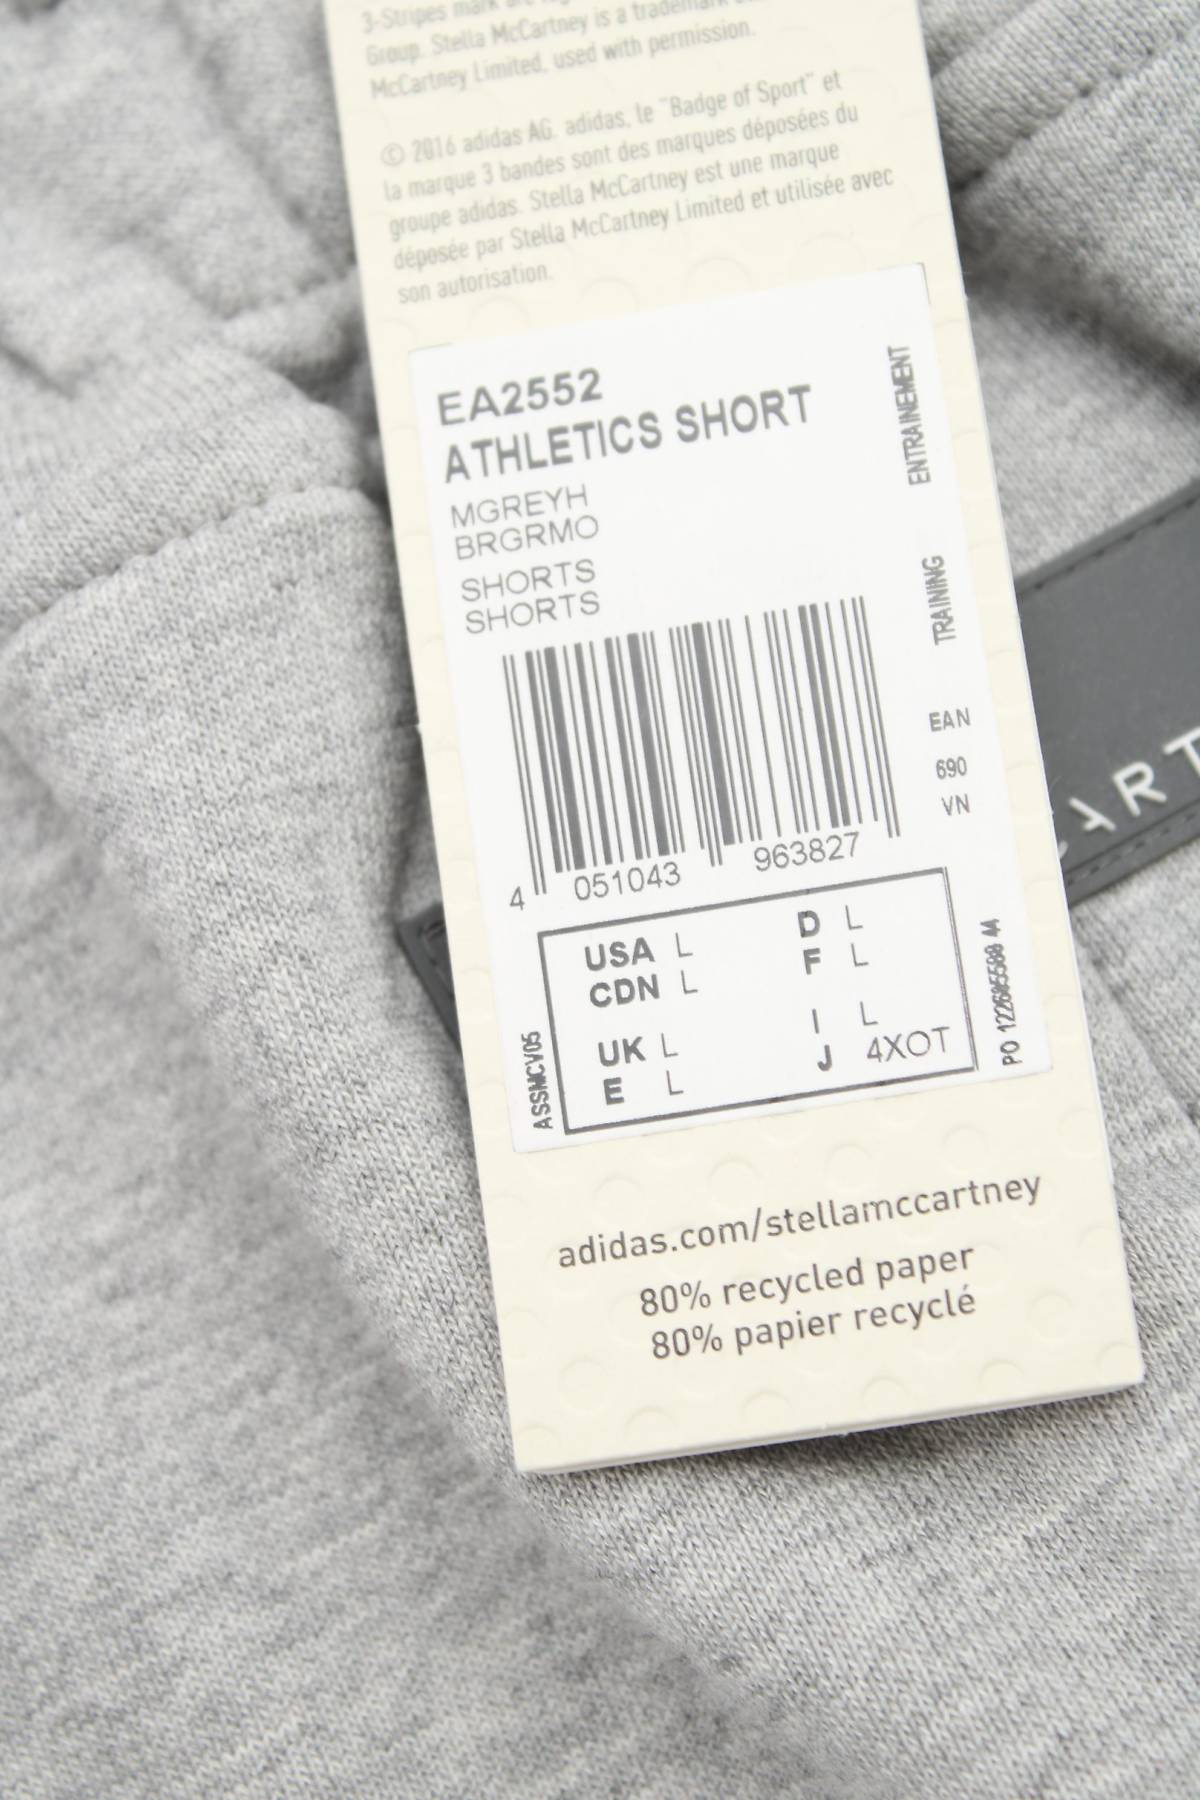 3-Stripes mark are
Group. Stella McCartney is a trademark
McCartney Limited, used with permission.
© 2016 adidas AG. adidas, le "Badge of Sport" et
la marque 3 bandes sont des marques déposées du
groupe adidas. Stella McCartney est une marque
déposée par Stella McCartney Limited et utilisée avec
son autorisation.
EA2552
ATHLETICS SHORT
MGREYH
BRGRMO
SHORTS
SHORTS
ENTRAINEMENT
TRAINING
EAN
690
VN
4 051043 963827
USA L D L
CDN L F L
UK L I L
E L J 4XOT
ASSMCV05
PO 122605580 44
adidas.com/stellamccartney
80% recycled paper
80% papier recyclé
CART